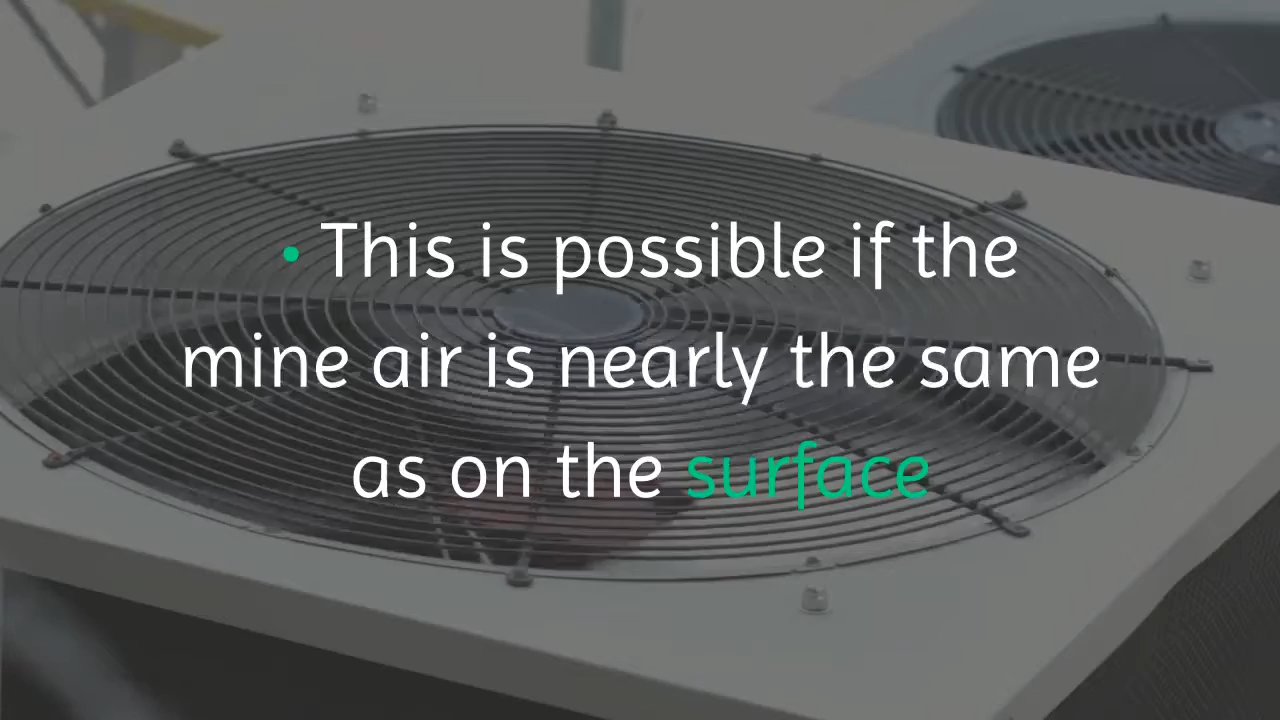 • This is possible if the
mine air is nearly the same
as on the surface